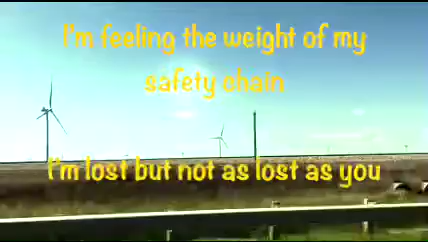 I'm feeling the weight of my
safety chain
I'm lost but not as lost as you